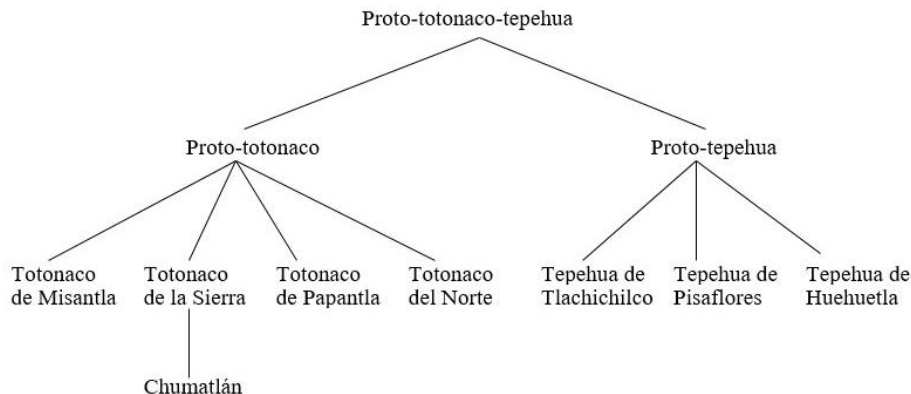 Proto-totonaco-tepehua
Proto-totonaco
Proto-tepehua
Totonaco
de Misantla
Totonaco
de la Sierra
Totonaco
de Papantla
Totonaco
del Norte
Tepehua de
Tlachichilco
Tepehua de
Pisaflores
Tepehua de
Huehuetla
Chumatlán